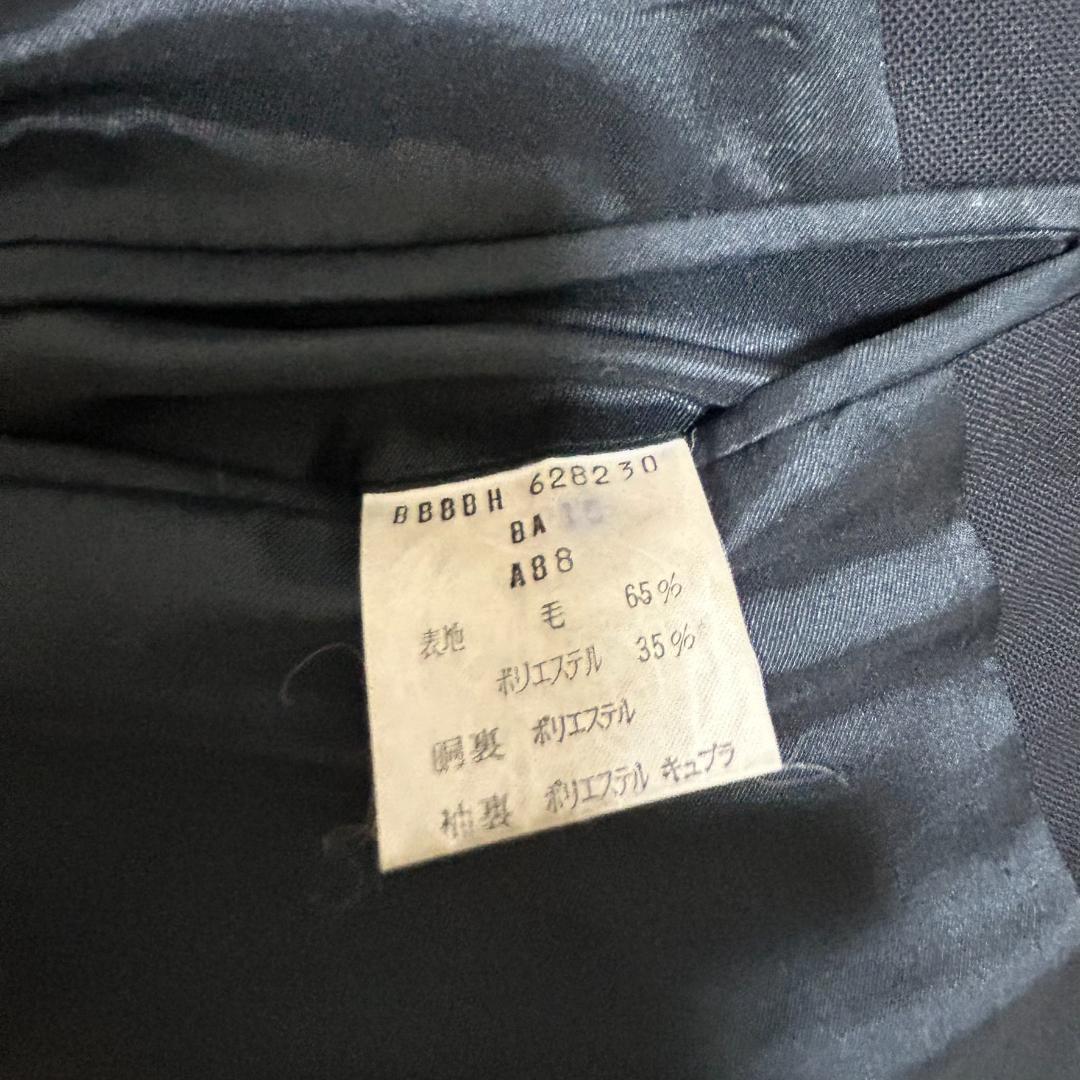 BBBBH 628230
8A
A88
表地 毛 65%
ポリエステル 35%
胴裏 ポリエステル
袖裏 ポリエステル キュプラ